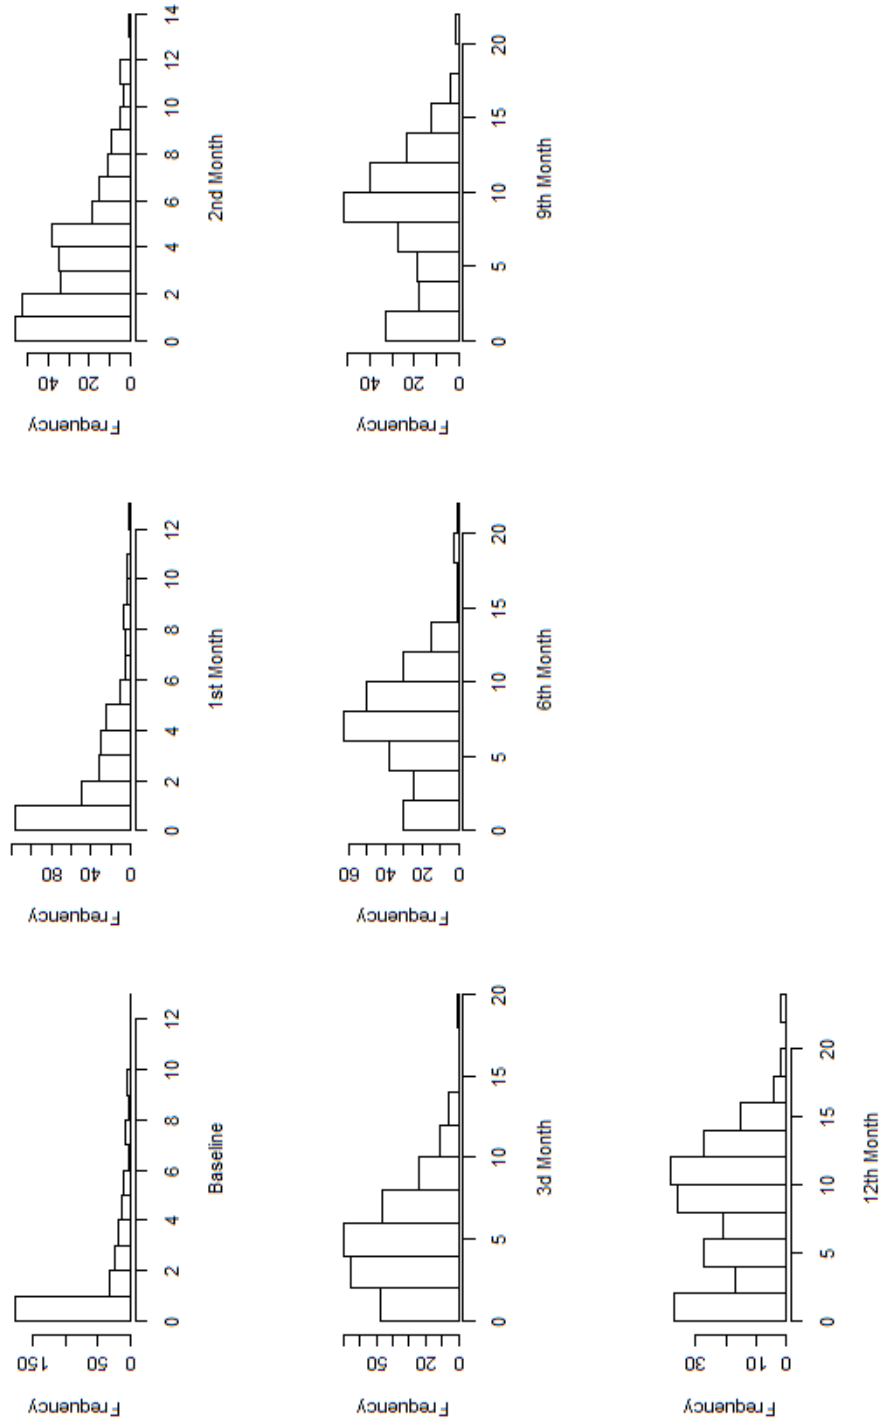 Frequency
0 50 150
0 2 4 6 8 10 12
Baseline
Frequency
0 40 80
0 2 4 6 8 10 12
1st Month
Frequency
0 20 40
0 2 4 6 8 10 12 14
2nd Month
Frequency
0 20 50
0 5 10 15 20
3d Month
Frequency
0 20 40 60
0 5 10 15 20
6th Month
Frequency
0 20 40
0 5 10 15 20
9th Month
Frequency
0 10 30
0 5 10 15 20
12th Month